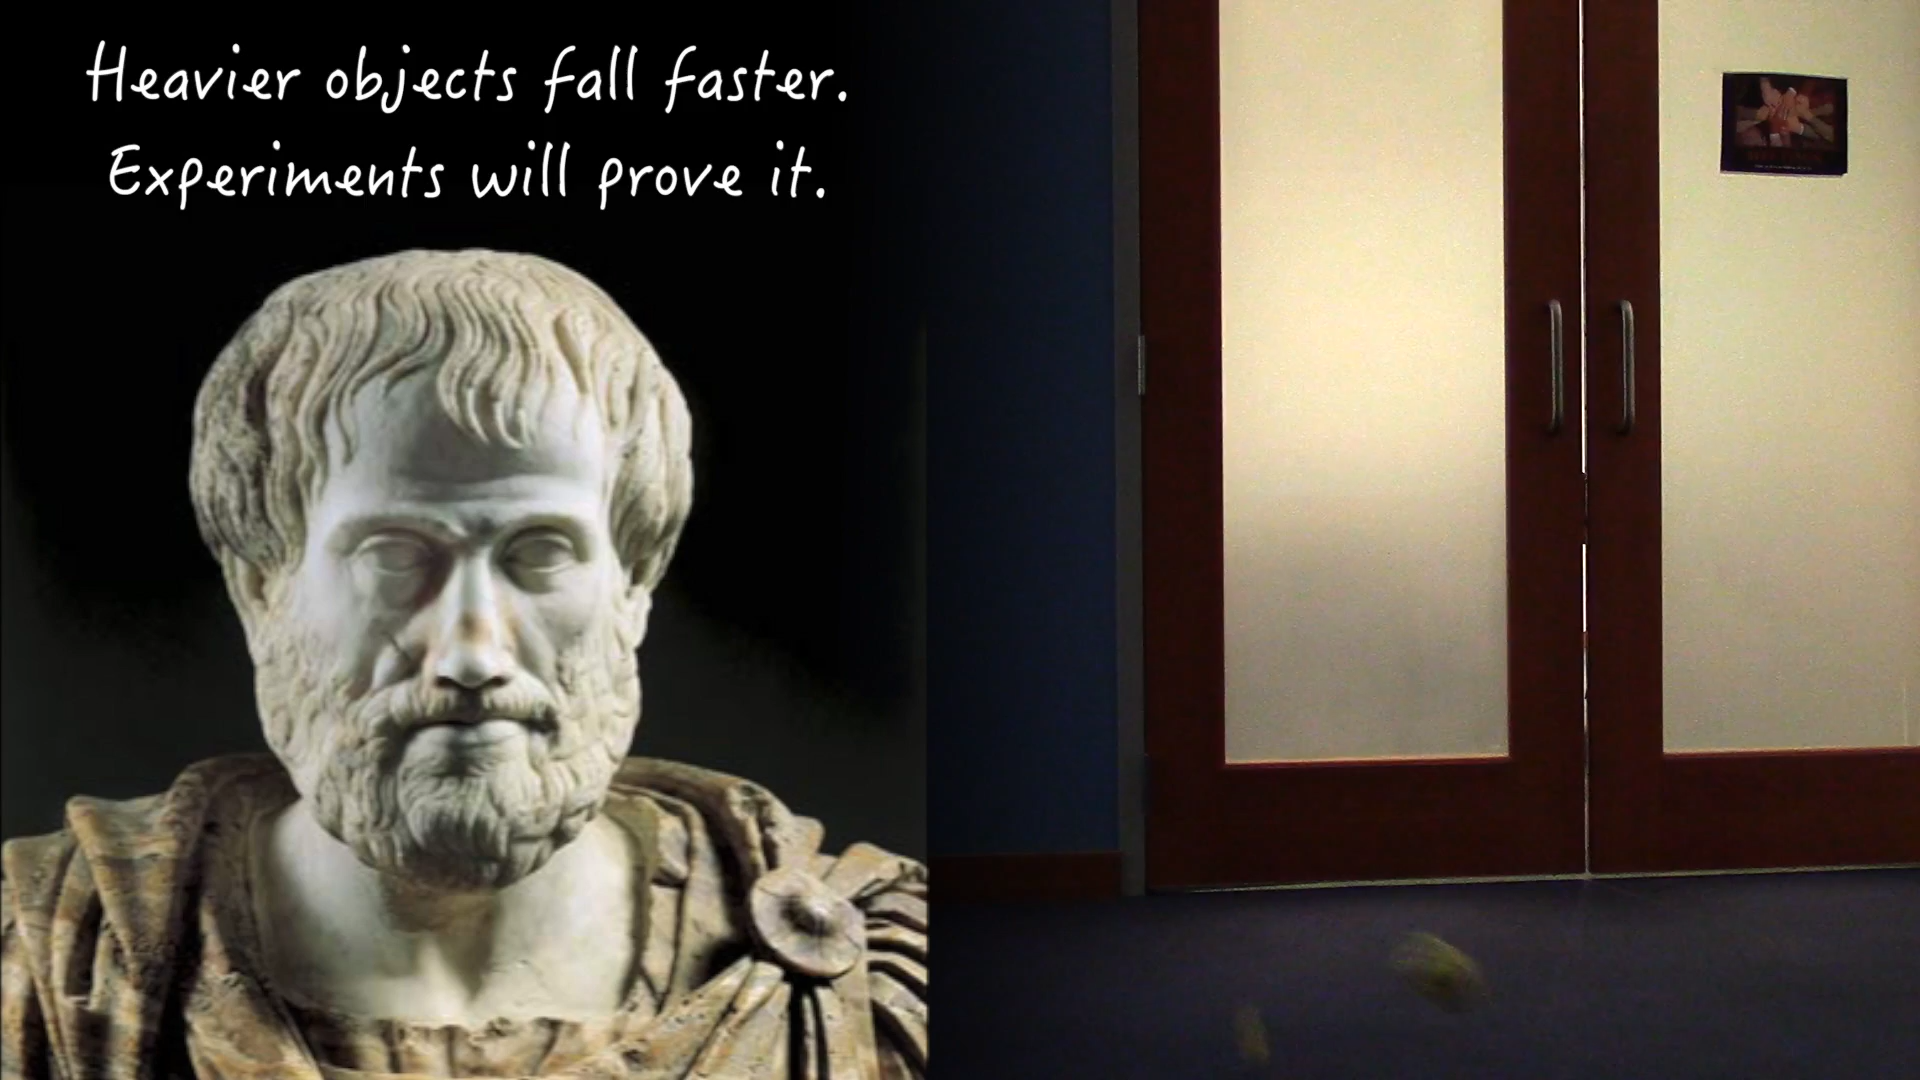 Heavier objects fall faster.
Experiments will prove it.